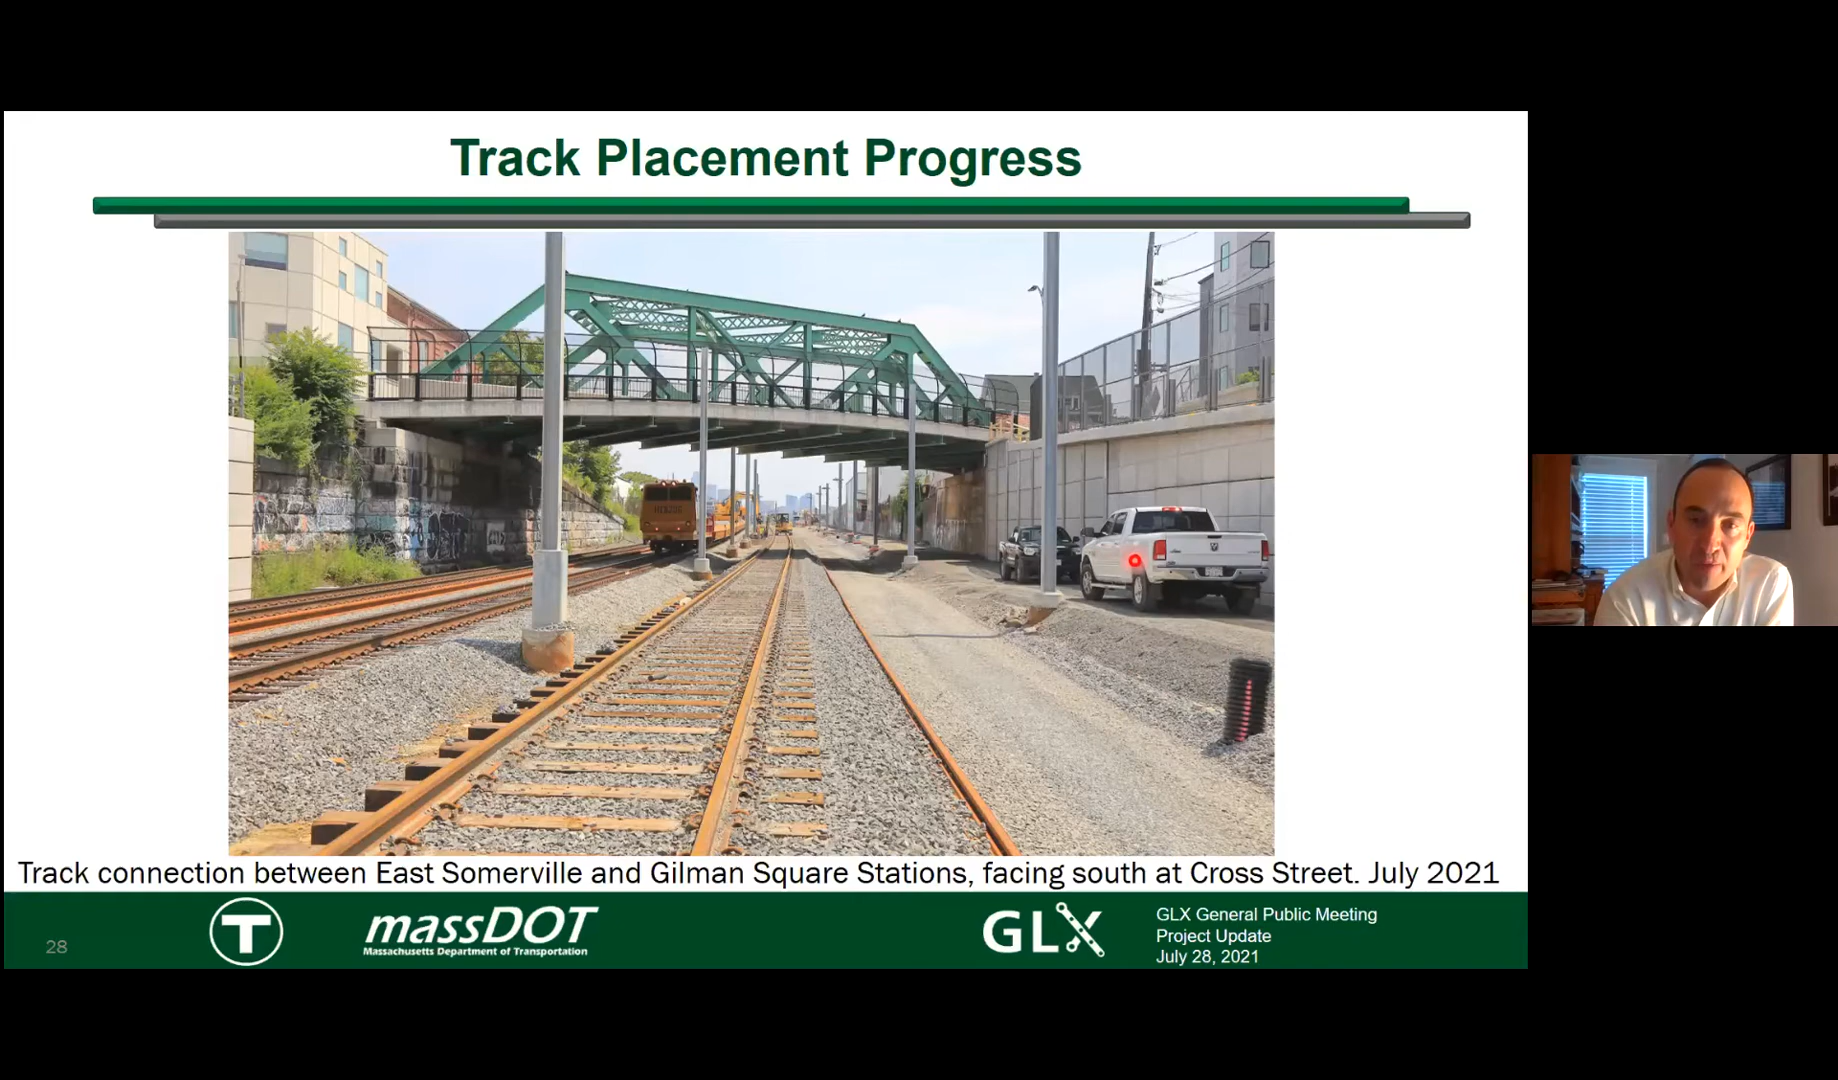 Track Placement Progress
HERZOG
Track connection between East Somerville and Gilman Square Stations, facing south at Cross Street. July 2021
28
T
massDOT
Massachusetts Department of Transportation
GLX
GLX General Public Meeting
Project Update
July 28, 2021